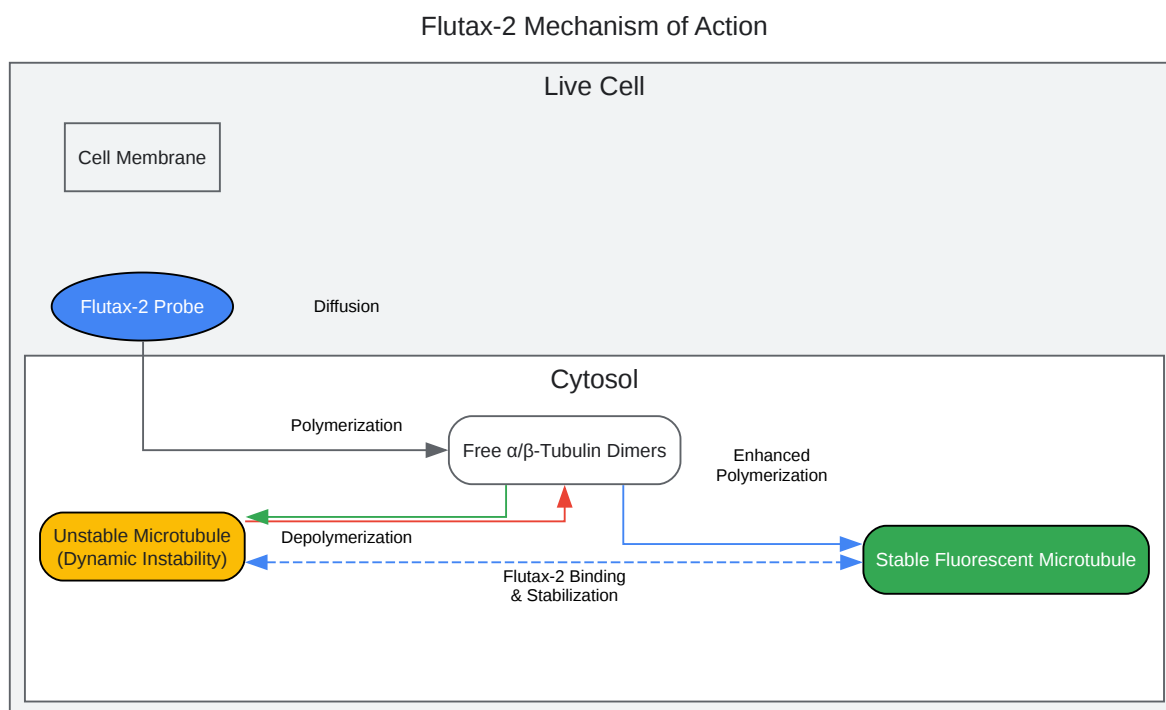 Flutax-2 Mechanism of Action
Live Cell
Cell Membrane
Flutax-2 Probe
Diffusion
Cytosol
Polymerization
Free α/β-Tubulin Dimers
Enhanced
Polymerization
Unstable Microtubule
(Dynamic Instability)
Depolymerization
Stable Fluorescent Microtubule
Flutax-2 Binding
& Stabilization